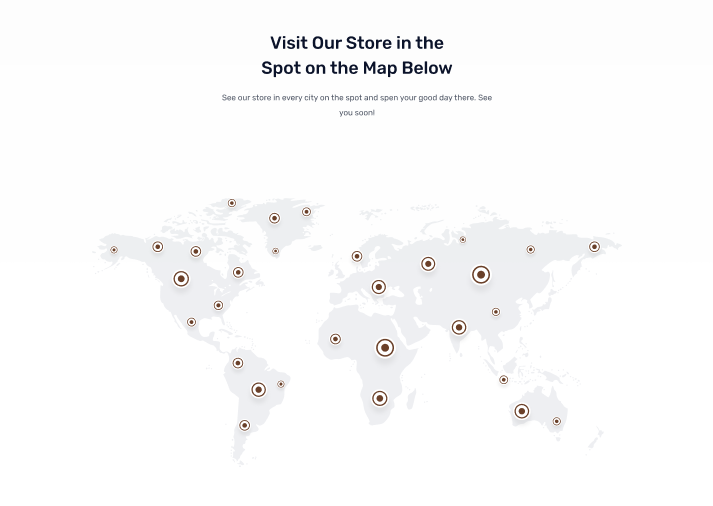 Visit Our Store in the
Spot on the Map Below
See our store in every city on the spot and spen your good day there. See
you soon!